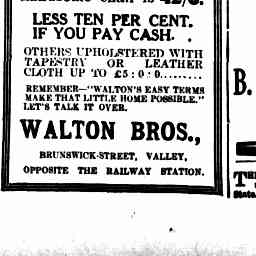 42/6.
LESS TEN PER CENT.
IF YOU PAY CASH.
OTHERS UPHOLSTERED WITH
TAPESTRY OR LEATHER
CLOTH UP TO £5:0:0.........
REMEMBER—"WALTON'S EASY TERMS
MAKE THAT LITTLE HOME POSSIBLE."
LET'S TALK IT OVER.
WALTON BROS.,
BRUNSWICK-STREET, VALLEY,
OPPOSITE THE RAILWAY STATION.
B.